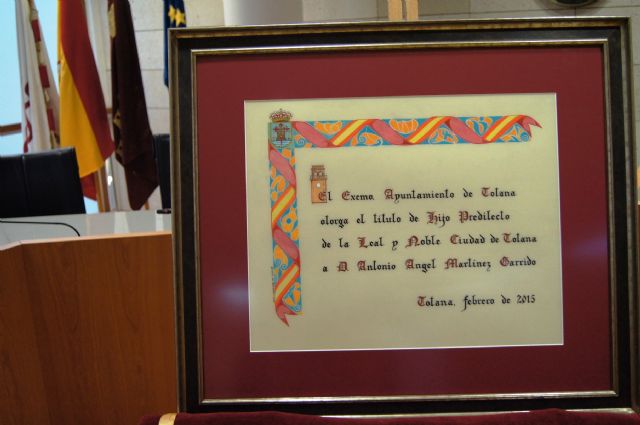 El Excmo. Ayuntamiento de Totana
otorga el título de Hijo Predilecto
de la Leal y Noble Ciudad de Totana
a D. Antonio Angel Martínez Garrido
Totana, febrero de 2015